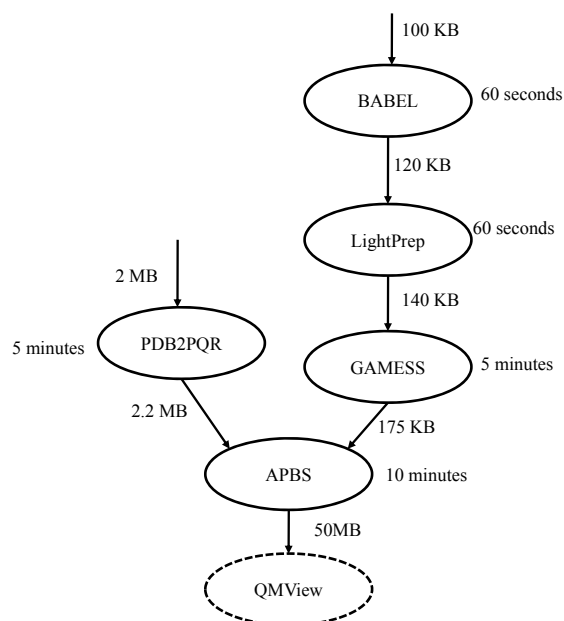 100 KB
BABEL
60 seconds
120 KB
LightPrep
60 seconds
2 MB
140 KB
5 minutes
PDB2PQR
GAMESS
5 minutes
2.2 MB
175 KB
APBS
10 minutes
50MB
QMView